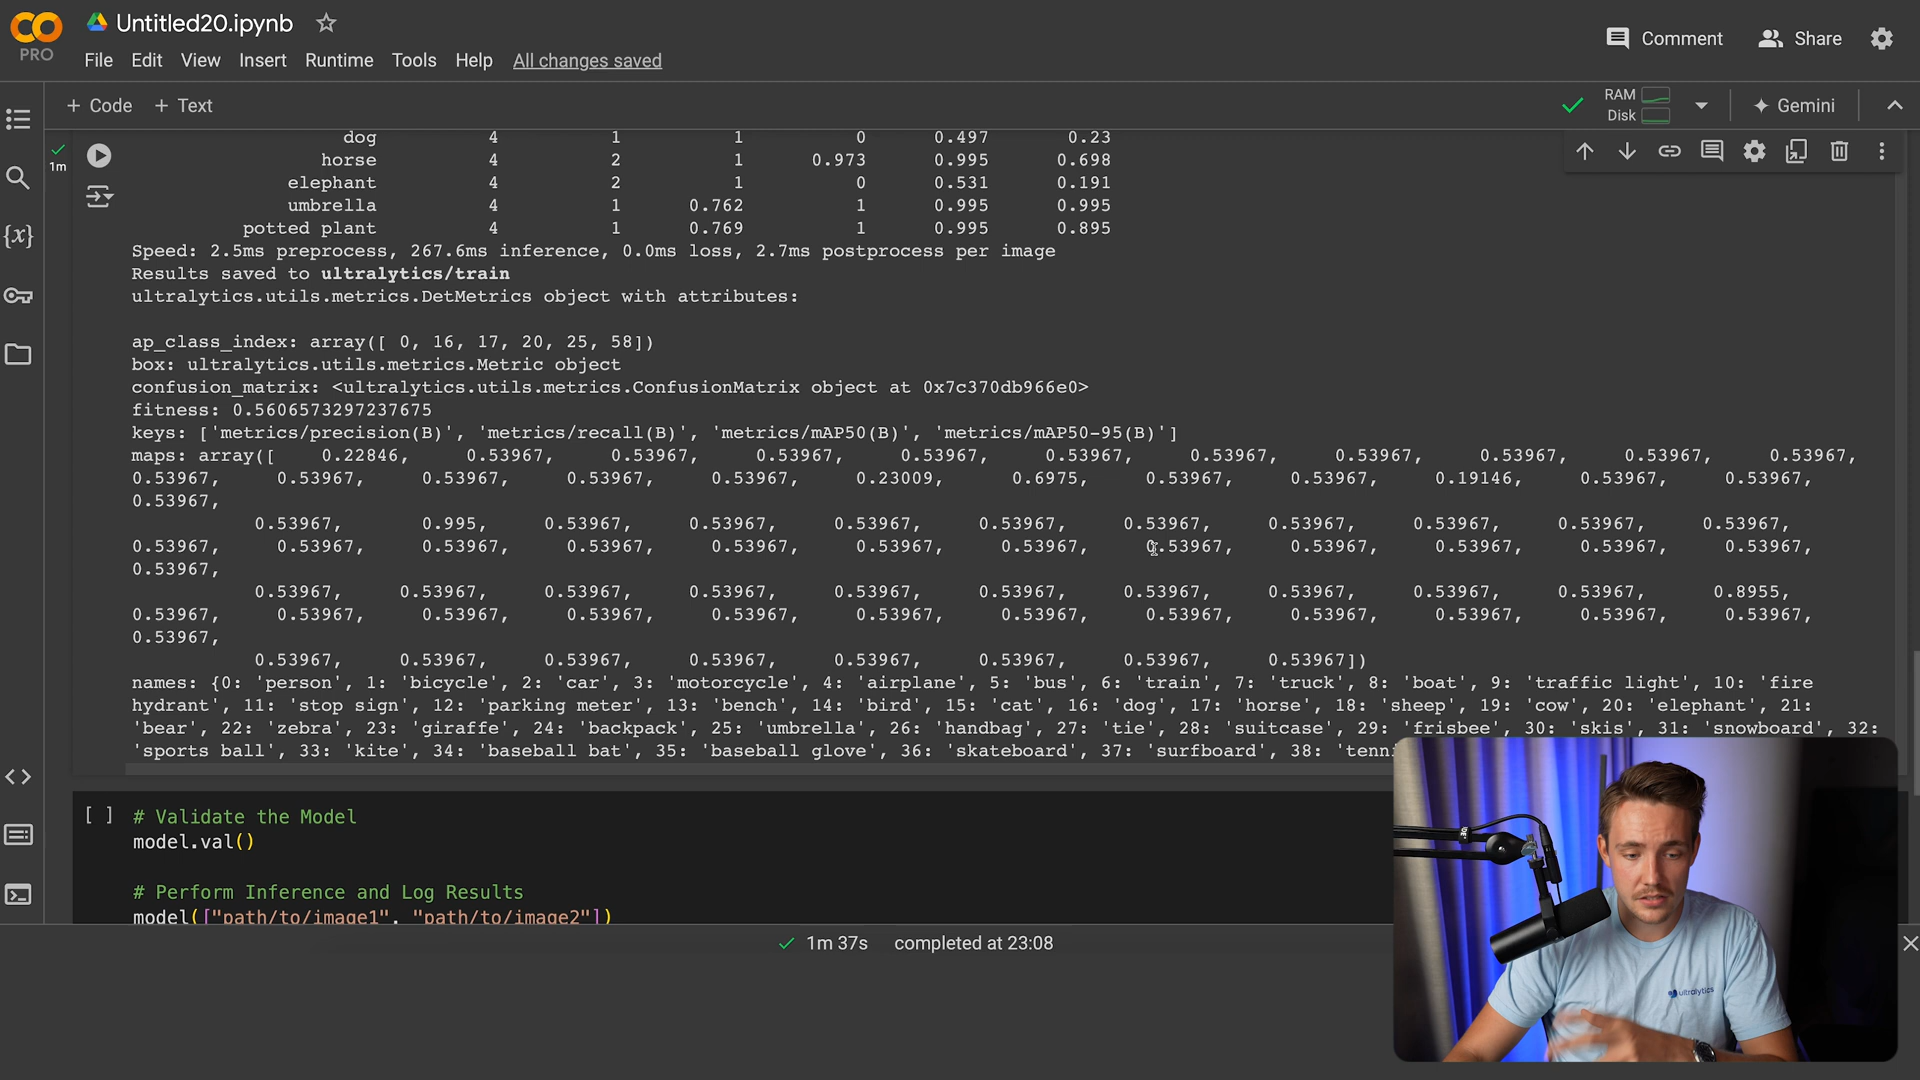 CO
PRO
Untitled20.ipynb
File Edit View Insert Runtime Tools Help All changes saved
Comment Share
+ Code + Text
RAM
Disk
Gemini
1m
dog 4 1 1 0 0.497 0.23
horse 4 2 1 0.973 0.995 0.698
elephant 4 2 1 0 0.531 0.191
umbrella 4 1 0.762 1 0.995 0.995
potted plant 4 1 0.769 1 0.995 0.895
Speed: 2.5ms preprocess, 267.6ms inference, 0.0ms loss, 2.7ms postprocess per image
Results saved to ultralytics/train
ultralytics.utils.metrics.DetMetrics object with attributes:
ap_class_index: array([ 0, 16, 17, 20, 25, 58])
box: ultralytics.utils.metrics.Metric object
confusion_matrix: <ultralytics.utils.metrics.ConfusionMatrix object at 0x7c370db966e0>
fitness: 0.5606573297237675
keys: ['metrics/precision(B)', 'metrics/recall(B)', 'metrics/mAP50(B)', 'metrics/mAP50-95(B)']
maps: array([ 0.22846, 0.53967, 0.53967, 0.53967, 0.53967, 0.53967, 0.53967, 0.53967, 0.53967, 0.53967, 0.53967,
0.53967, 0.53967, 0.53967, 0.53967, 0.53967, 0.23009, 0.6975, 0.53967, 0.53967, 0.19146, 0.53967, 0.53967,
0.53967,
0.53967, 0.995, 0.53967, 0.53967, 0.53967, 0.53967, 0.53967, 0.53967, 0.53967, 0.53967, 0.53967,
0.53967, 0.53967, 0.53967, 0.53967, 0.53967, 0.53967, 0.53967, 0.53967, 0.53967, 0.53967, 0.53967, 0.53967,
0.53967,
0.53967, 0.53967, 0.53967, 0.53967, 0.53967, 0.53967, 0.53967, 0.53967, 0.53967, 0.53967, 0.8955,
0.53967, 0.53967, 0.53967, 0.53967, 0.53967, 0.53967, 0.53967, 0.53967, 0.53967, 0.53967, 0.53967, 0.53967,
0.53967,
0.53967, 0.53967, 0.53967, 0.53967, 0.53967, 0.53967, 0.53967, 0.53967])
names: {0: 'person', 1: 'bicycle', 2: 'car', 3: 'motorcycle', 4: 'airplane', 5: 'bus', 6: 'train', 7: 'truck', 8: 'boat', 9: 'traffic light', 10: 'fire
hydrant', 11: 'stop sign', 12: 'parking meter', 13: 'bench', 14: 'bird', 15: 'cat', 16: 'dog', 17: 'horse', 18: 'sheep', 19: 'cow', 20: 'elephant', 21:
'bear', 22: 'zebra', 23: 'giraffe', 24: 'backpack', 25: 'umbrella', 26: 'handbag', 27: 'tie', 28: 'suitcase', 29: 'frisbee', 30: 'skis', 31: 'snowboard', 32:
'sports ball', 33: 'kite', 34: 'baseball bat', 35: 'baseball glove', 36: 'skateboard', 37: 'surfboard', 38: 'tenni
[ ] # Validate the Model
model.val()
# Perform Inference and Log Results
model(["path/to/image1", "path/to/image2"])
1m 37s completed at 23:08
ultralytics